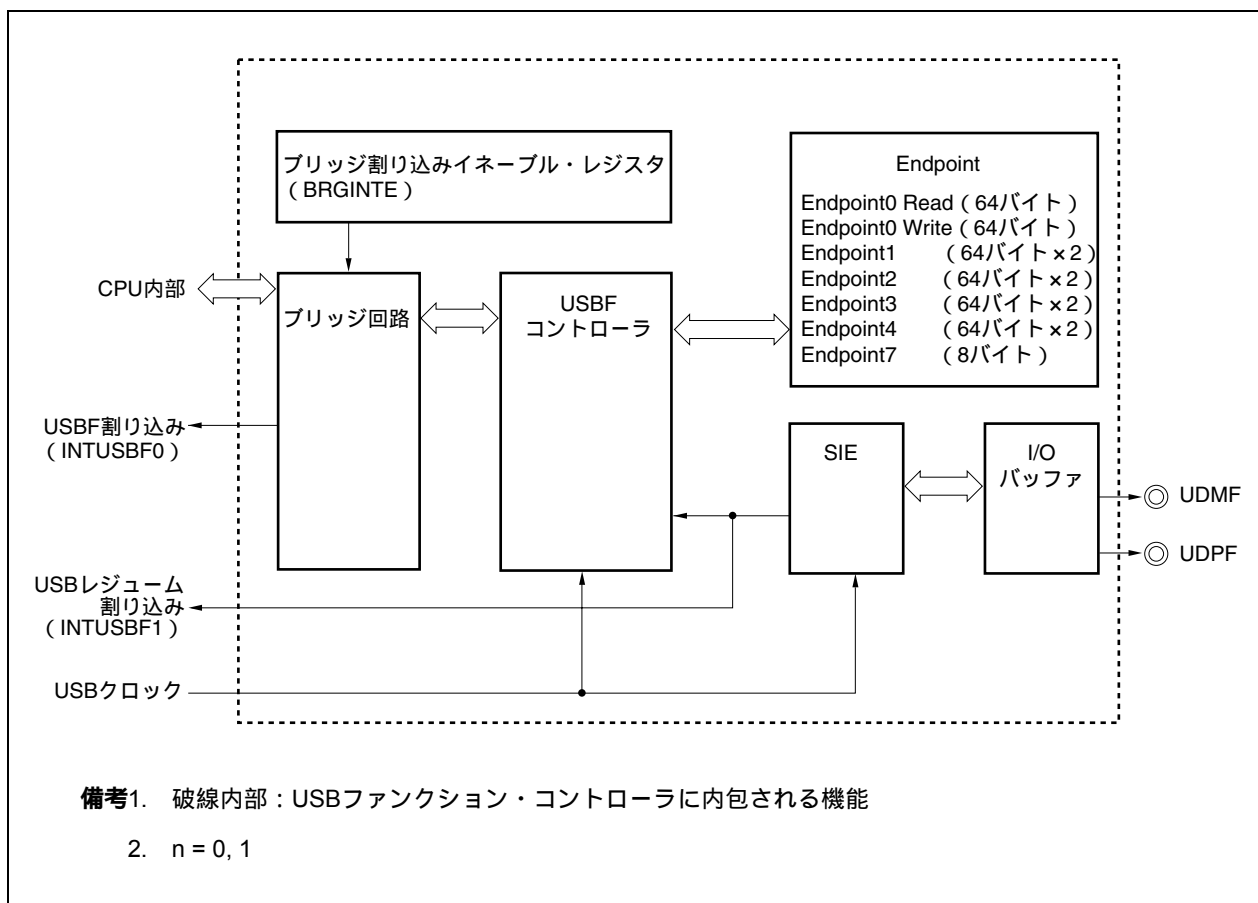 ブリッジ割り込みイネーブル・レジスタ
（BRGINTE）
Endpoint
Endpoint0 Read（64バイト）
Endpoint0 Write（64バイト）
Endpoint1 （64バイト×2）
Endpoint2 （64バイト×2）
Endpoint3 （64バイト×2）
Endpoint4 （64バイト×2）
Endpoint7 （8バイト）
CPU内部
ブリッジ回路
USBF
コントローラ
USBF割り込み
（INTUSBF0）
SIE
I/O
バッファ
UDMF
UDPF
USBレジューム
割り込み
（INTUSBF1）
USBクロック
備考1. 破線内部：USBファンクション・コントローラに内包される機能
2. n = 0, 1